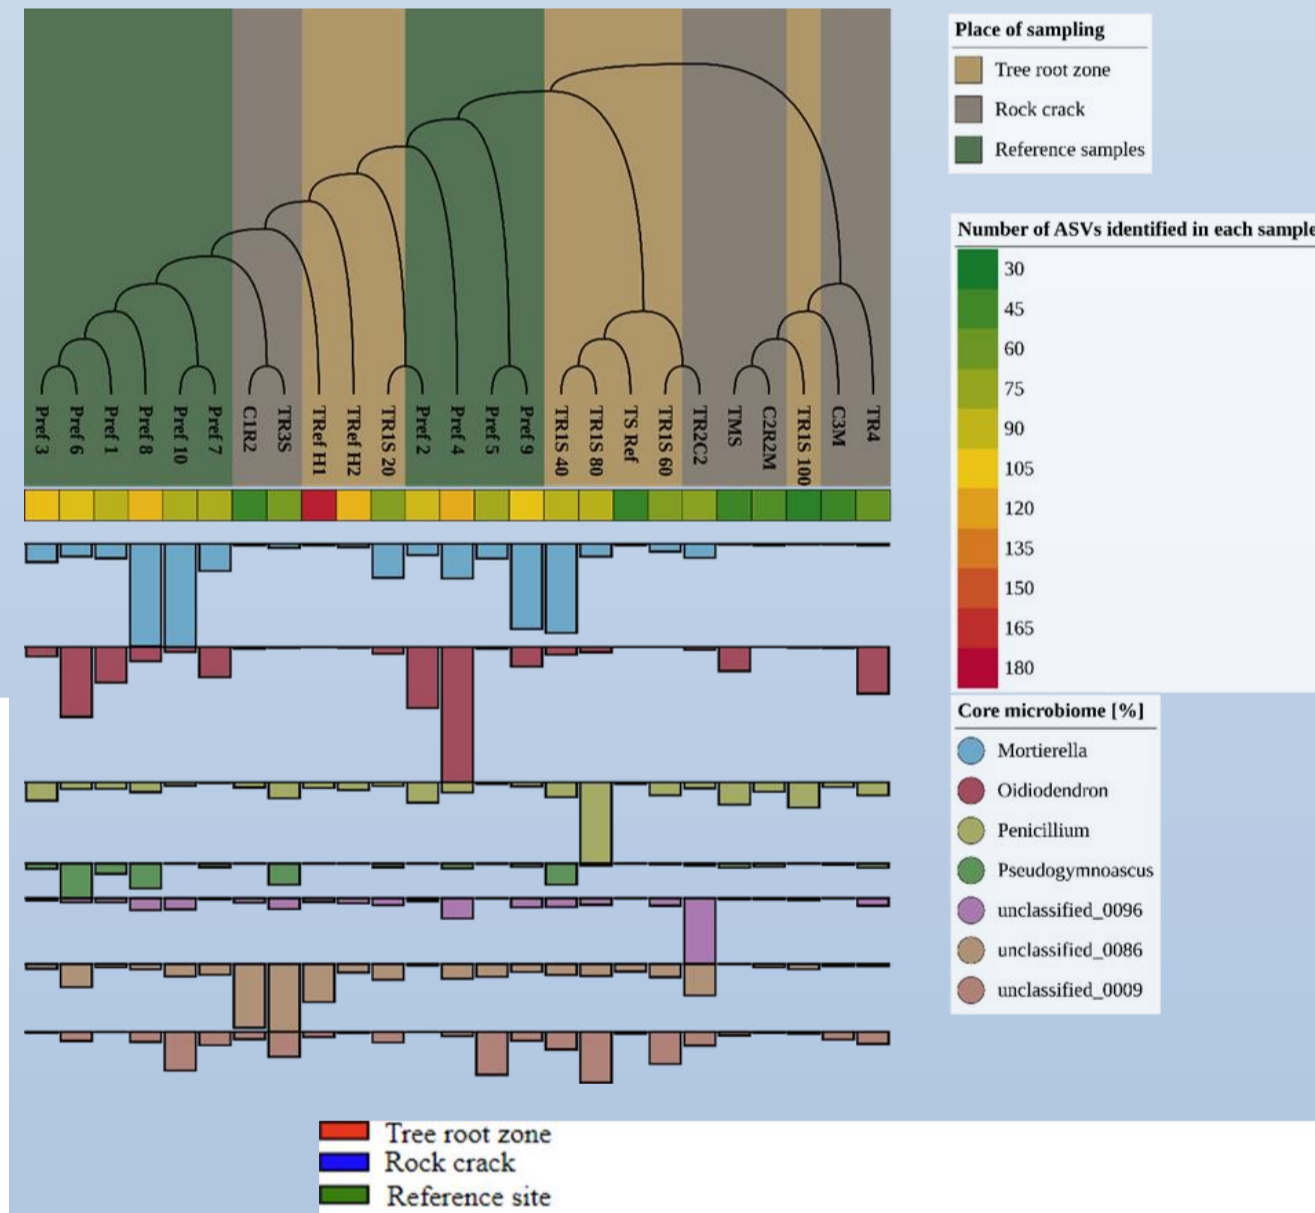 Place of sampling
Tree root zone
Rock crack
Reference samples
Number of ASVs identified in each sample
30
45
60
75
90
105
120
135
150
165
180
Pref 3
Pref 6
Pref 1
Pref 8
Pref 10
Pref 7
C1R2
TR3S
TRef H1
TRef H2
TR1S 20
Pref 2
Pref 4
Pref 5
Pref 9
TR1S 40
TR1S 80
TS Ref
TR1S 60
TR2C2
TMS
C2R2M
TR1S 100
C3M
TR4
Core microbiome [%]
Mortierella
Oidiodendron
Penicillium
Pseudogymnoascus
unclassified_0096
unclassified_0086
unclassified_0009
Tree root zone
Rock crack
Reference site